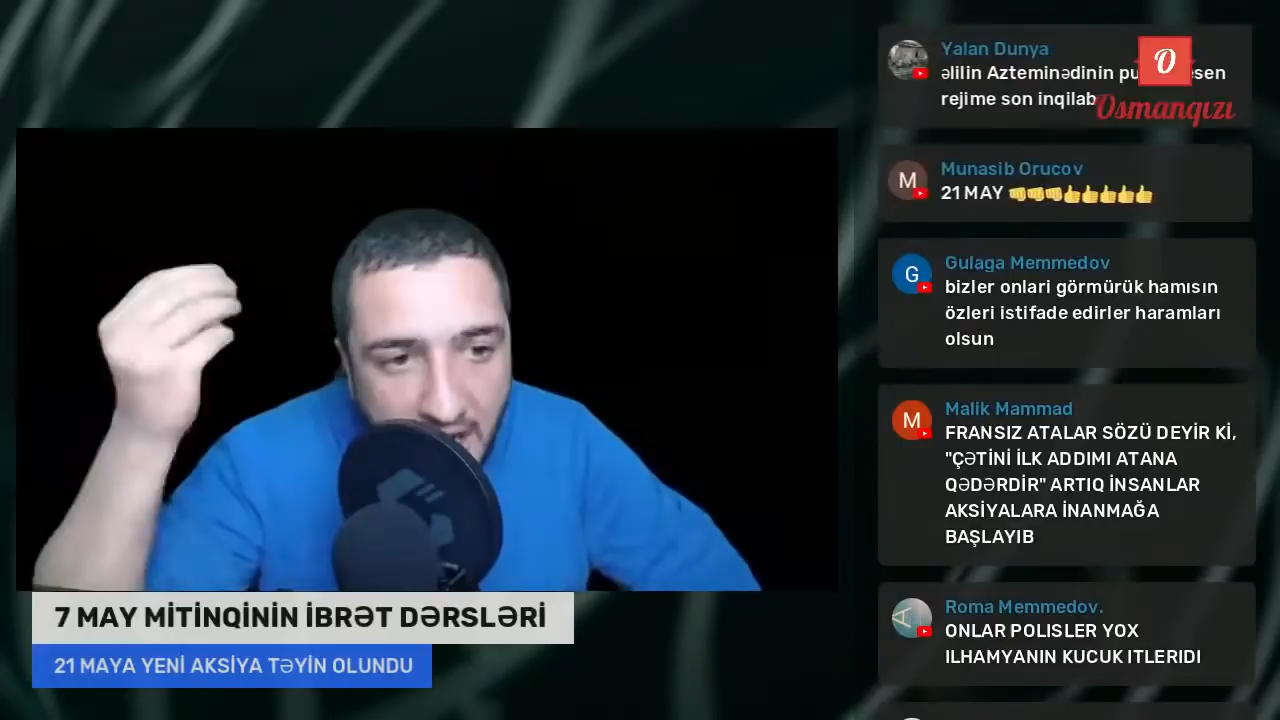 Yalan Dunya
əlilin Azteminədinin
rejime son inqilab
O
Osmanqızı
M
Munasib Orucov
21 MAY 👊👊👊👍👍👍👍👍
G
Gulaga Memmedov
bizler onlari görmürük hamısın
özleri istifade edirler haramları
olsun
M
Malik Mammad
FRANSIZ ATALAR SÖZÜ DEYİR Kİ,
"ÇƏTİNİ İLK ADDIMI ATANA
QƏDƏRDİR" ARTIQ İNSANLAR
AKSİYALARA İNANMAĞA
BAŞLAYIB
Roma Memmedov.
ONLAR POLISLER YOX
ILHAMYANIN KUCUK ITLERIDI
7 MAY MİTİNQİNİN İBRƏT DƏRSLƏRİ
21 MAYA YENİ AKSİYA TƏYİN OLUNDU